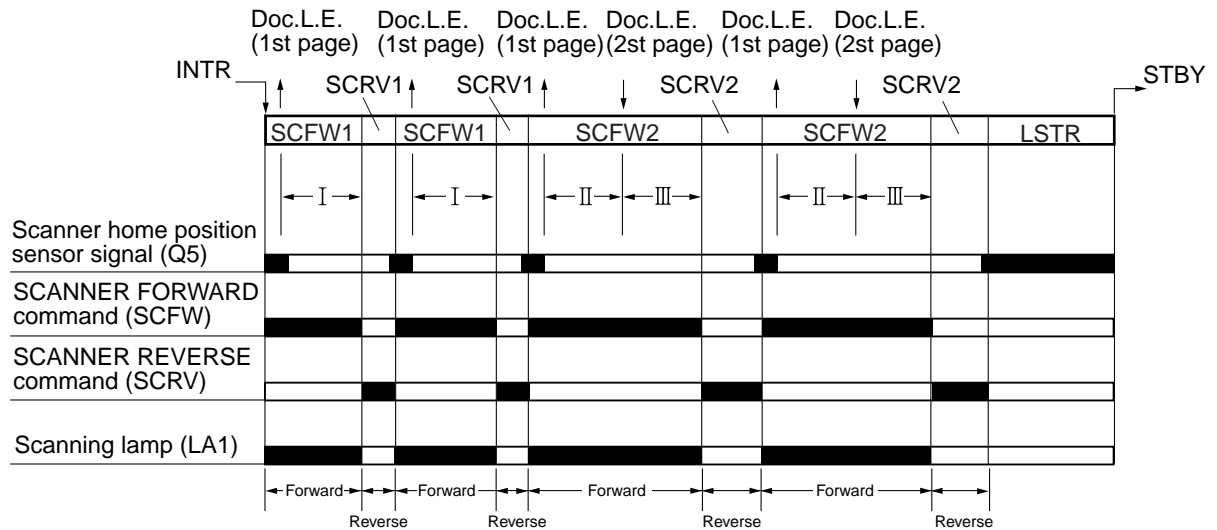 Doc.L.E. Doc.L.E. Doc.L.E. Doc.L.E. Doc.L.E. Doc.L.E.
(1st page) (1st page) (1st page) (2st page) (1st page) (2st page)
INTR SCRV1 SCRV1 SCRV2 SCRV2 STBY
SCFW1 SCFW1 SCFW2 SCFW2 LSTR
I I II III II III
Scanner home position
sensor signal (Q5)
SCANNER FORWARD
command (SCFW)
SCANNER REVERSE
command (SCRV)
Scanning lamp (LA1)
Forward Forward Forward Forward
Reverse Reverse Reverse Reverse